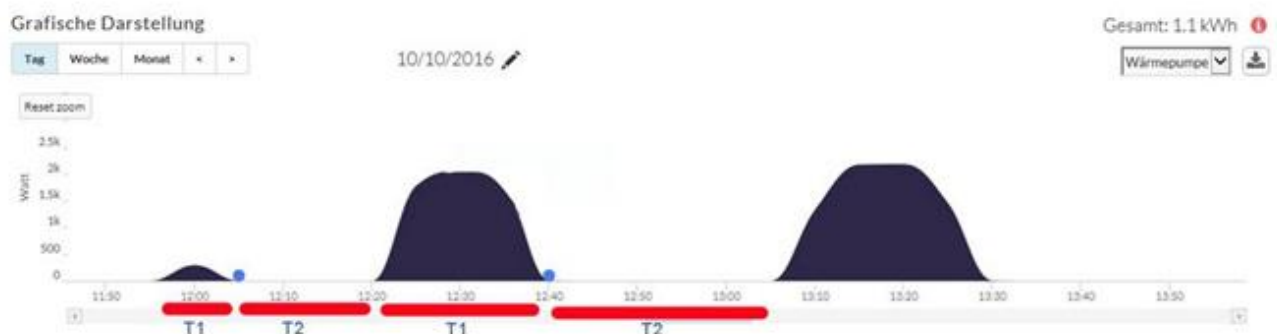 Grafische Darstellung
Gesamt: 1.1 kWh
Tag Woche Monat < >
10/10/2016
Wärmepumpe
Reset zoom
2.5k
2k
1.5k
1k
500
0
Watt
11:50 12:00 12:10 12:20 12:30 12:40 12:50 13:00 13:10 13:20 13:30 13:40 13:50
T1 T2 T1 T2